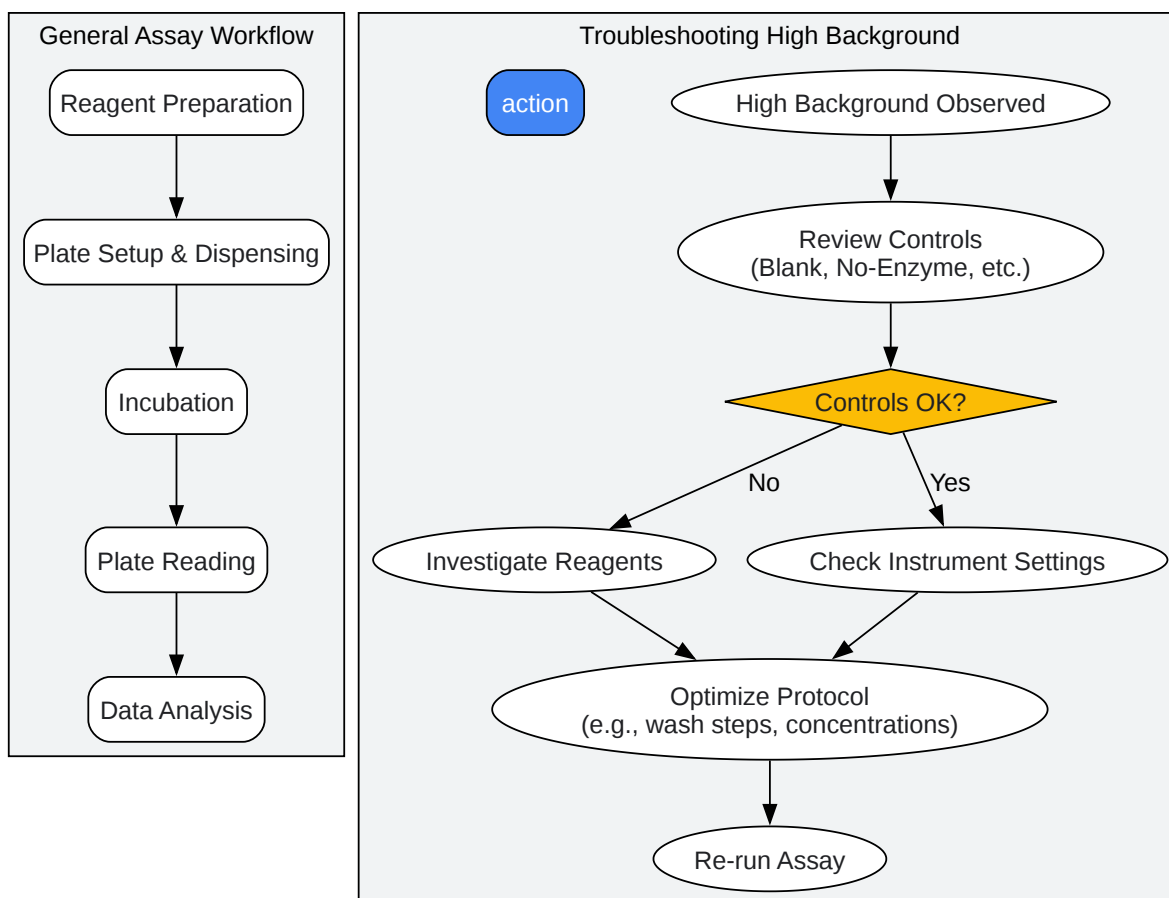 General Assay Workflow
Reagent Preparation
Plate Setup & Dispensing
Incubation
Plate Reading
Data Analysis
Troubleshooting High Background
action
High Background Observed
Review Controls
(Blank, No-Enzyme, etc.)
Controls OK?
No
Yes
Investigate Reagents
Check Instrument Settings
Optimize Protocol
(e.g., wash steps, concentrations)
Re-run Assay